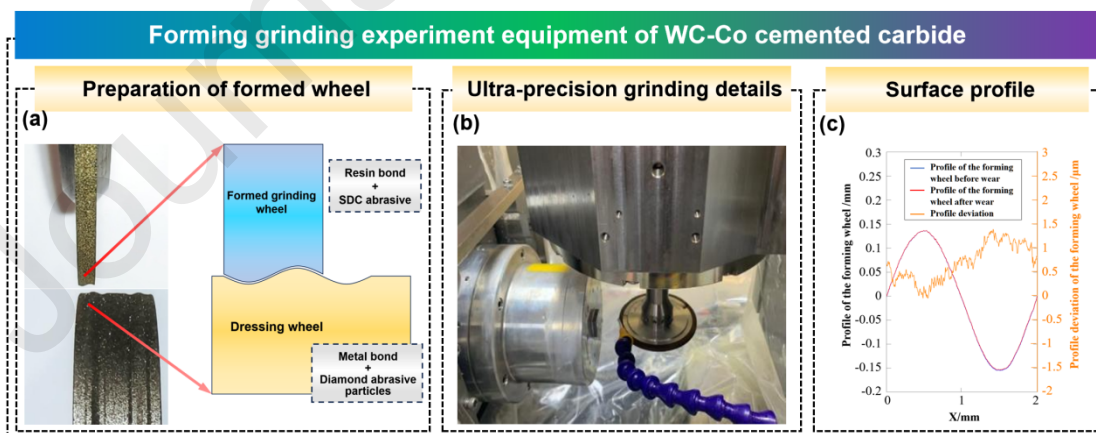 Forming grinding experiment equipment of WC-Co cemented carbide
Preparation of formed wheel
(a)
Formed grinding
wheel
Resin bond
+
SDC abrasive
Dressing wheel
Metal bond
+
Diamond abrasive
particles
Ultra-precision grinding details
(b)
Surface profile
(c)
Profile of the forming wheel /mm
0.3
0.25
0.2
0.15
0.1
0.05
0
-0.05
-0.1
-0.15
-0.2
Profile of the forming
wheel before wear
Profile of the forming
wheel after wear
Profile deviation
3
2.5
2
1.5
1
0.5
0
-0.5
-1
-1.5
-2
Profile deviation of the forming wheel /μm
0
1
2
X/mm